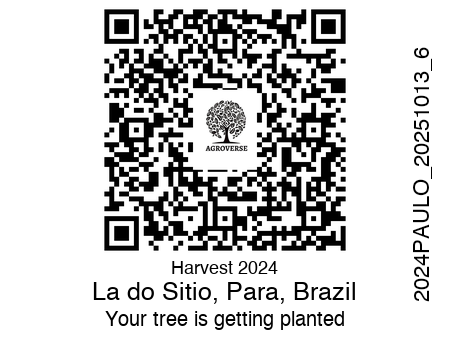 AGROVERSE
Harvest 2024
La do Sitio, Para, Brazil
Your tree is getting planted
2024PAULO_20251013_6